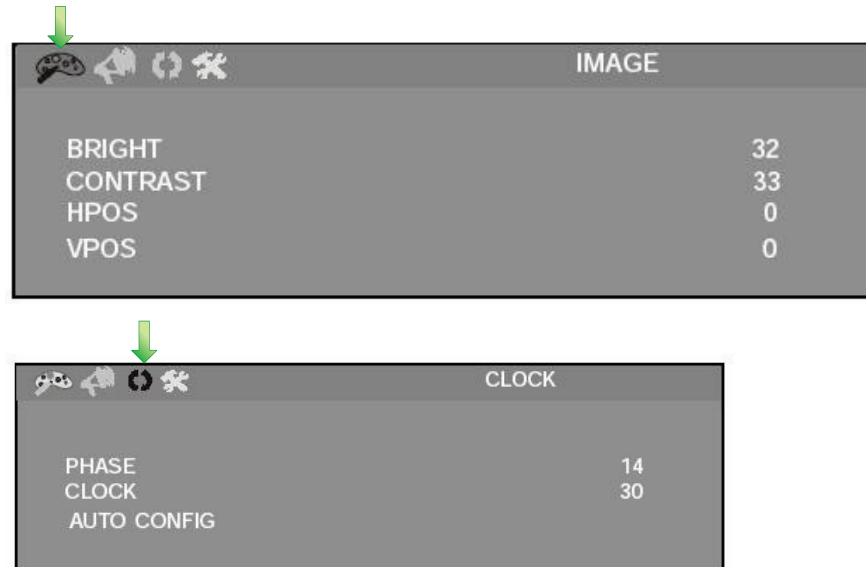 IMAGE
BRIGHT 32
CONTRAST 33
HPOS 0
VPOS 0
CLOCK
PHASE 14
CLOCK 30
AUTO CONFIG